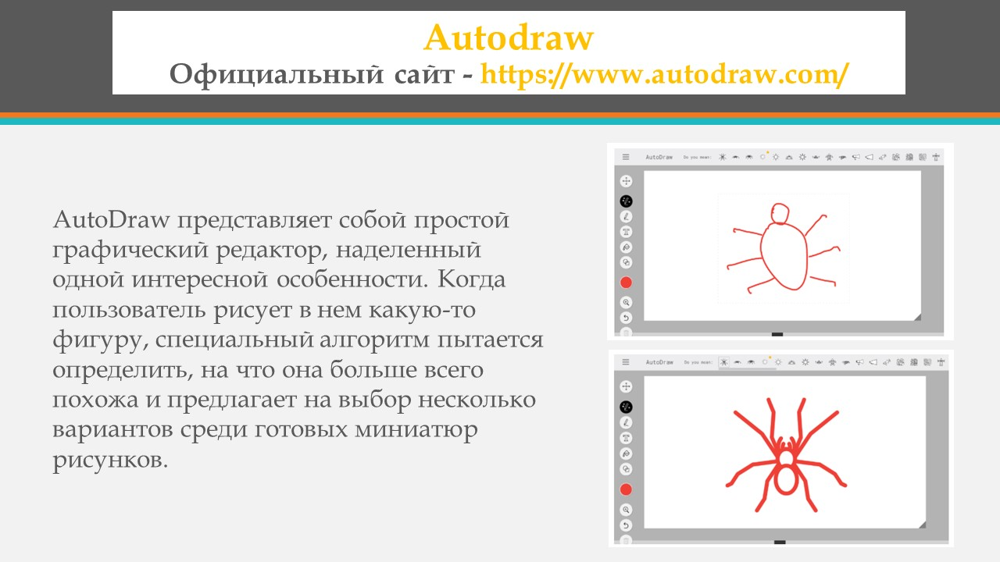 Autodraw
Официальный сайт - https://www.autodraw.com/
AutoDraw представляет собой простой
графический редактор, наделенный
одной интересной особенности. Когда
пользователь рисует в нем какую-то
фигуру, специальный алгоритм пытается
определить, на что она больше всего
похожа и предлагает на выбор несколько
вариантов среди готовых миниатюр
рисунков.
AutoDraw Do you mean:
AutoDraw Do you mean: